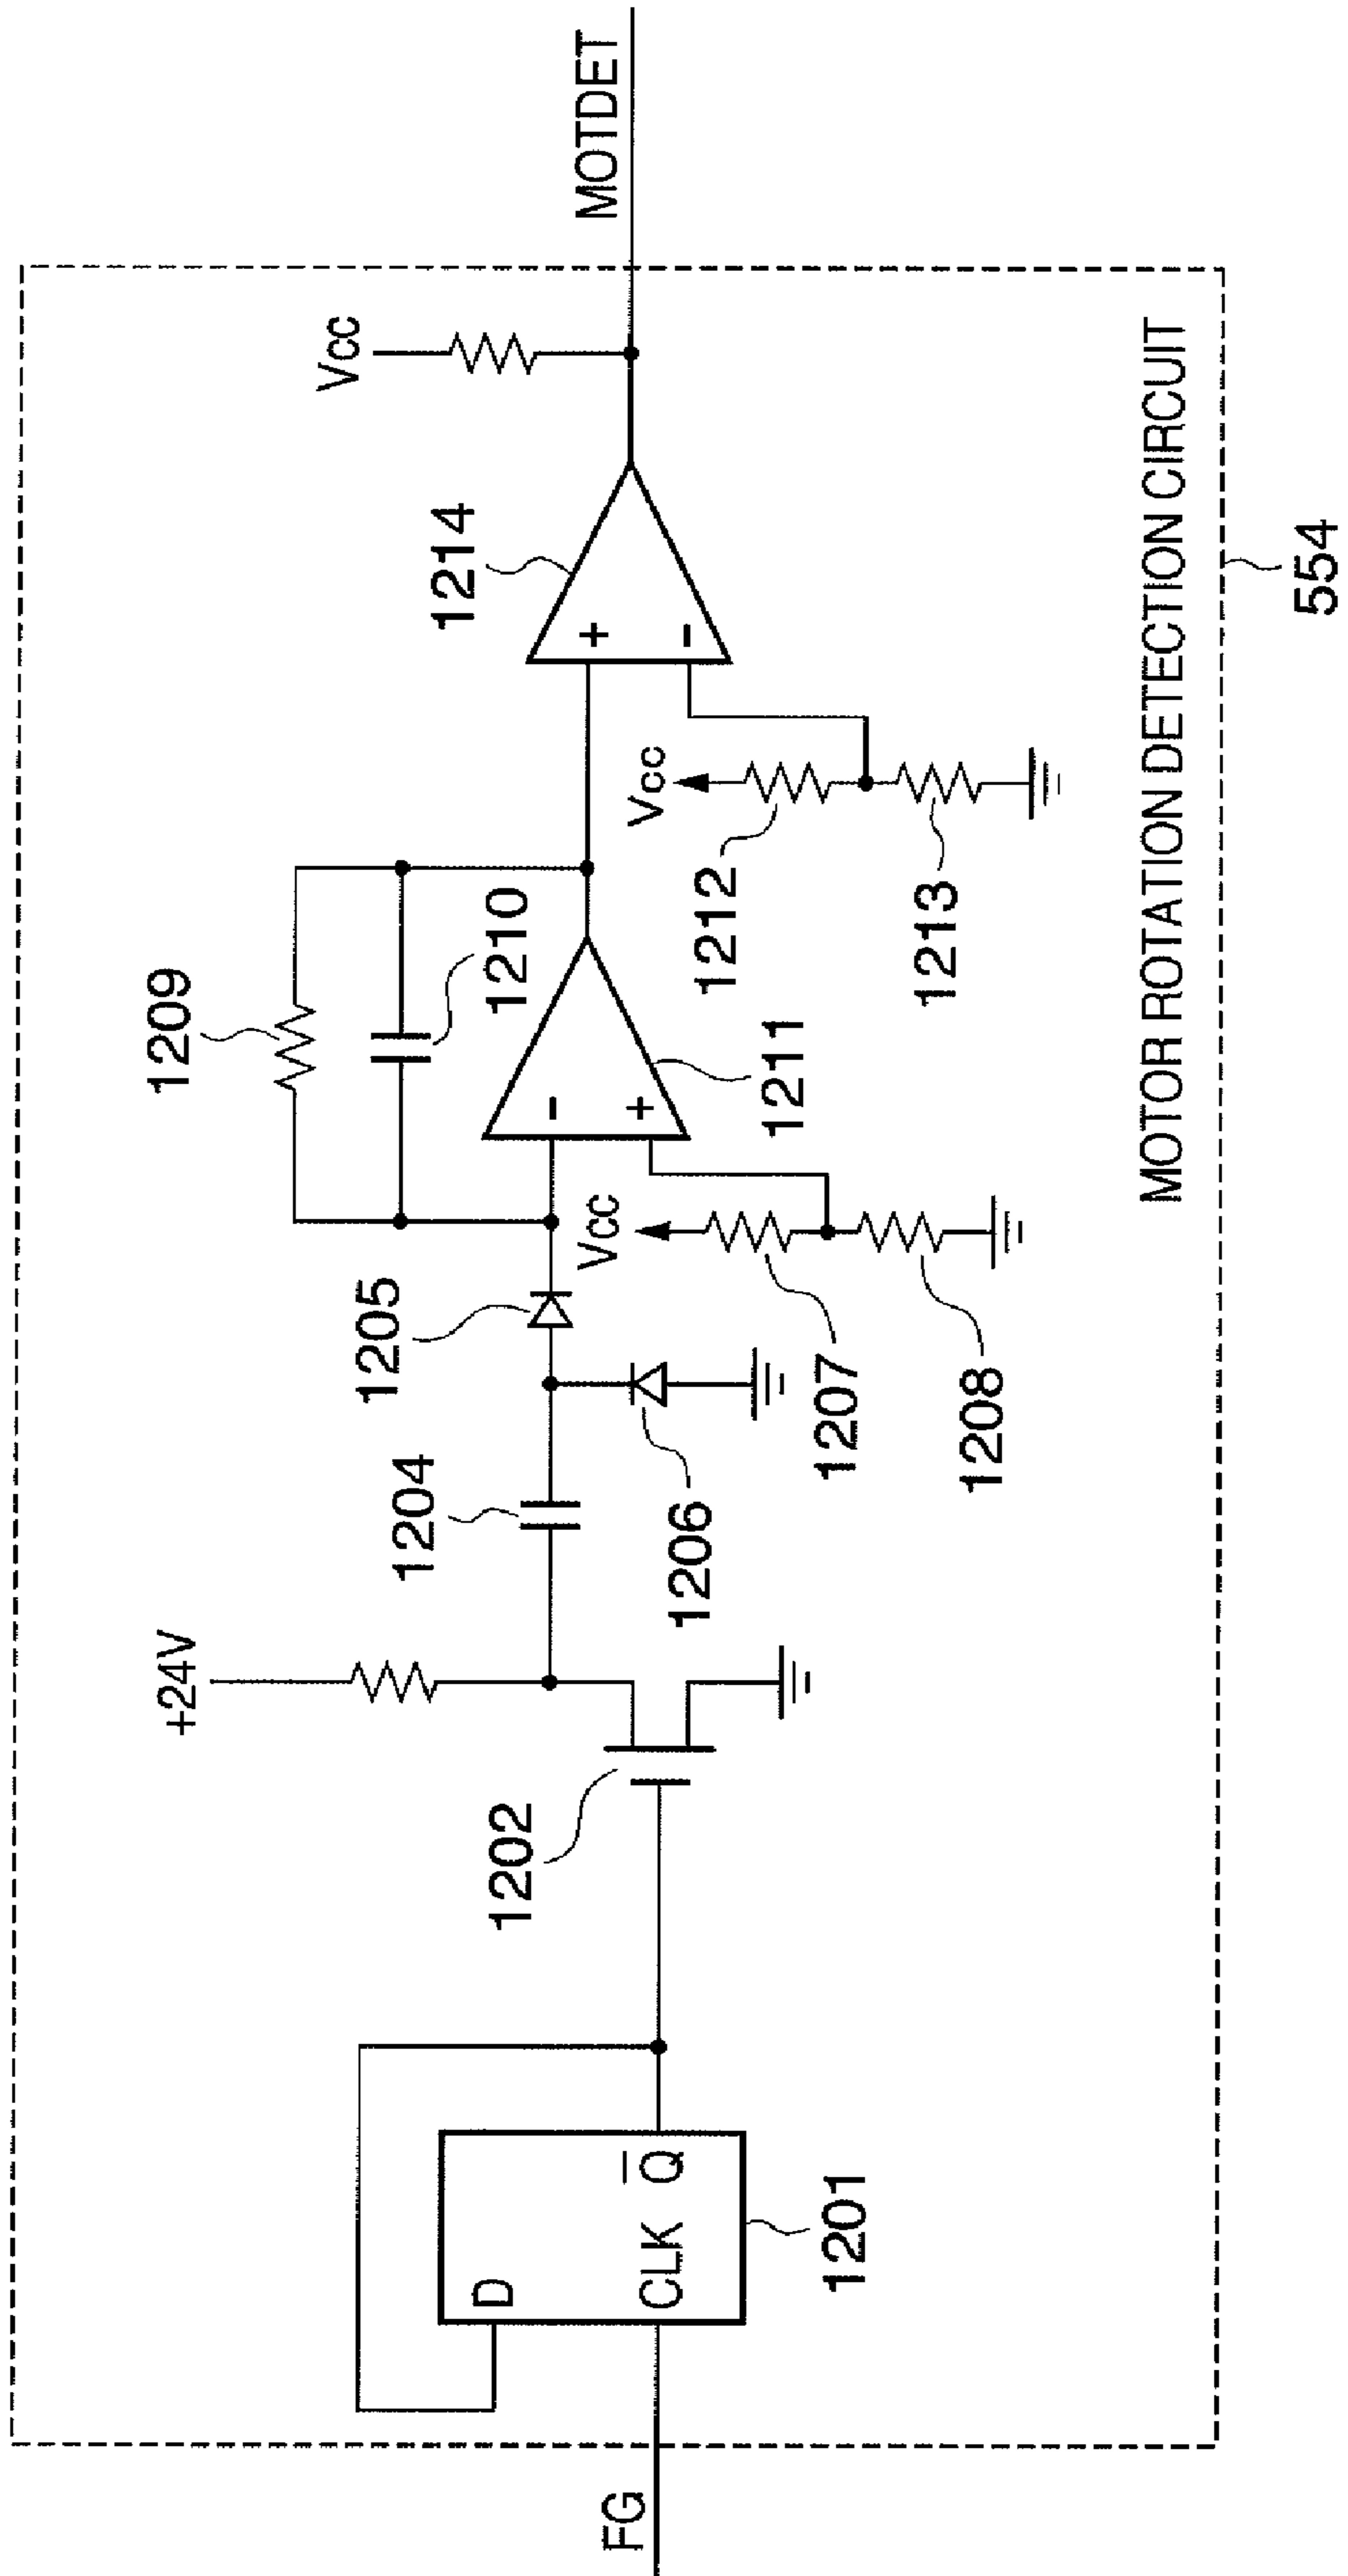 FG
D
CLK
Q̅
1201
+24V
1202
1204
1205
1206
Vcc
1207
1208
1209
1210
-
+
1211
Vcc
1212
1213
+
-
1214
Vcc
MOTDET
MOTOR ROTATION DETECTION CIRCUIT
554